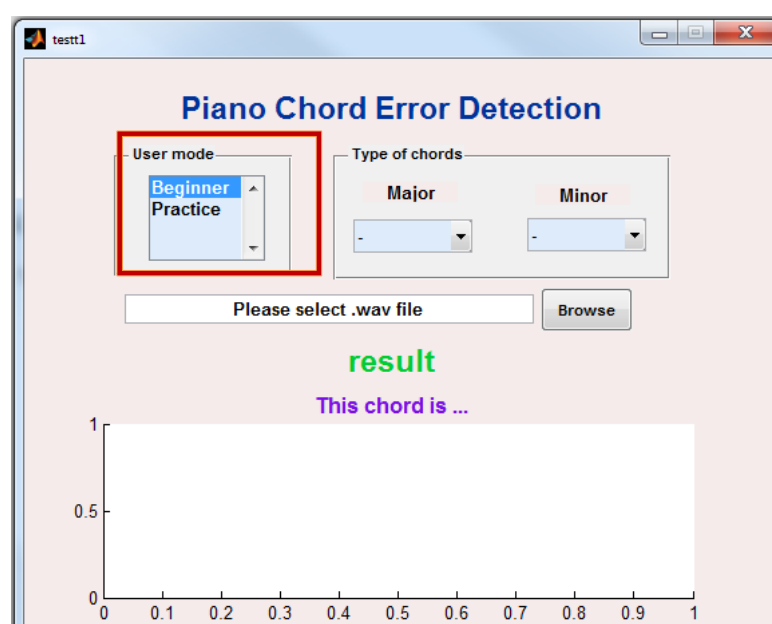 testt1
Piano Chord Error Detection
User mode
Type of chords
Beginner
Practice
Major
Minor
-
-
Please select .wav file
Browse
result
This chord is ...
1
0.5
0
0 0.1 0.2 0.3 0.4 0.5 0.6 0.7 0.8 0.9 1